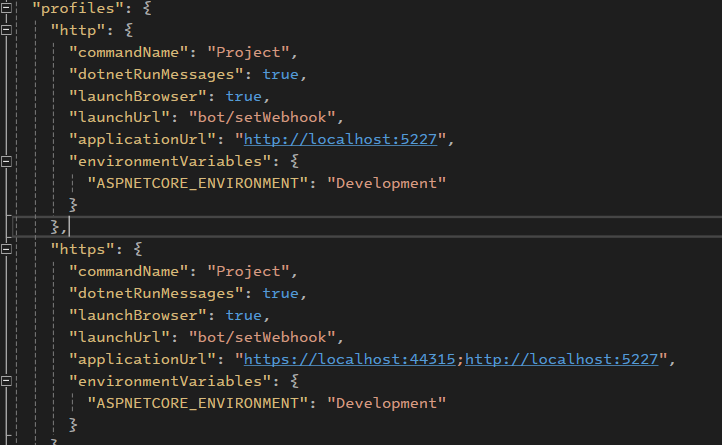 "profiles": {
"http": {
"commandName": "Project",
"dotnetRunMessages": true,
"launchBrowser": true,
"launchUrl": "bot/setWebhook",
"applicationUrl": "http://localhost:5227",
"environmentVariables": {
"ASPNETCORE_ENVIRONMENT": "Development"
}
},
"https": {
"commandName": "Project",
"dotnetRunMessages": true,
"launchBrowser": true,
"launchUrl": "bot/setWebhook",
"applicationUrl": "https://localhost:44315;http://localhost:5227",
"environmentVariables": {
"ASPNETCORE_ENVIRONMENT": "Development"
}
}